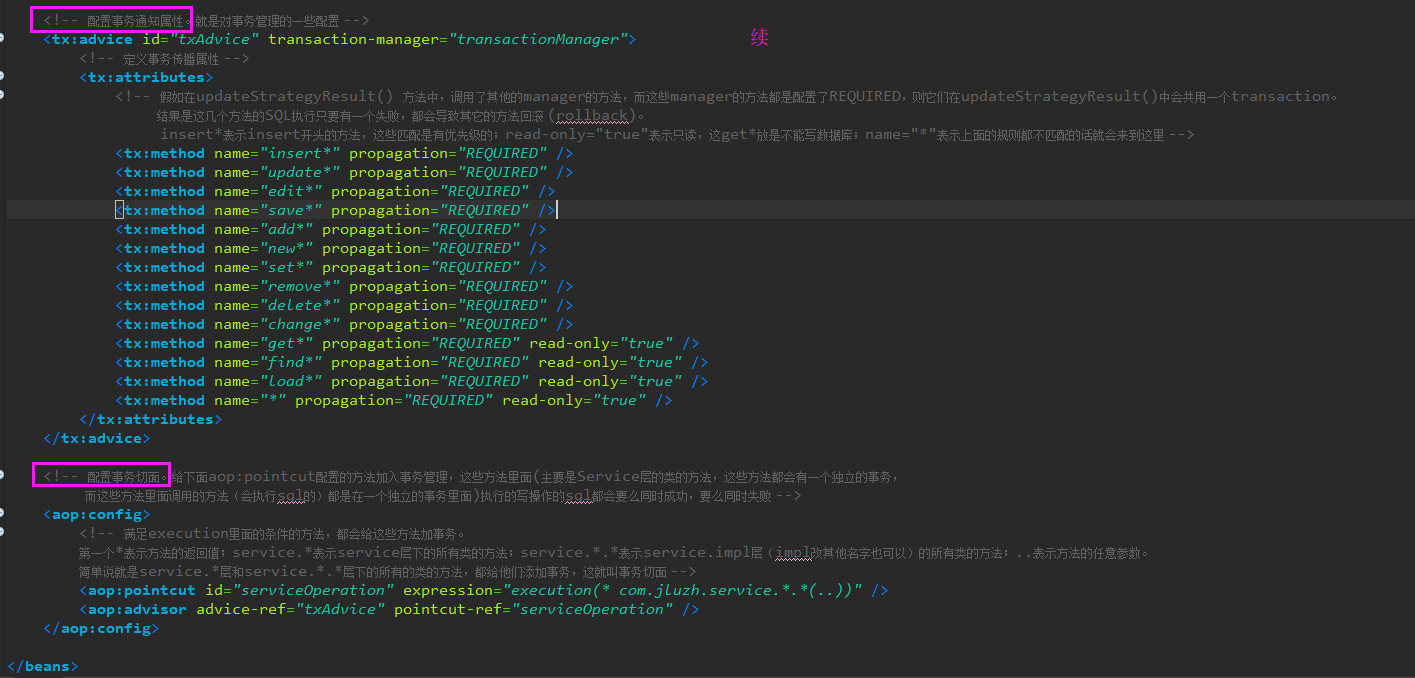 <!-- 配置事务通知属性。就是对事务管理的一些配置 -->
<tx:advice id="txAdvice" transaction-manager="transactionManager">
续
<!-- 定义事务传播属性 -->
<tx:attributes>
<!-- 假如在updateStrategyResult() 方法中，调用了其他的manager的方法，而这些manager的方法都是配置了REQUIRED，则它们在updateStrategyResult()中会共用一个transaction。
结果是这几个方法的SQL执行只要有一个失败，都会导致其它的方法回滚（rollback）。
insert*表示insert开头的方法，这些匹配是有优先级的；read-only="true"表示只读，这get*放是不能写数据库；name="*"表示上面的规则都不匹配的话就会来到这里 -->
<tx:method name="insert*" propagation="REQUIRED" />
<tx:method name="update*" propagation="REQUIRED" />
<tx:method name="edit*" propagation="REQUIRED" />
<tx:method name="save*" propagation="REQUIRED" />
<tx:method name="add*" propagation="REQUIRED" />
<tx:method name="new*" propagation="REQUIRED" />
<tx:method name="set*" propagation="REQUIRED" />
<tx:method name="remove*" propagation="REQUIRED" />
<tx:method name="delete*" propagation="REQUIRED" />
<tx:method name="change*" propagation="REQUIRED" />
<tx:method name="get*" propagation="REQUIRED" read-only="true" />
<tx:method name="find*" propagation="REQUIRED" read-only="true" />
<tx:method name="load*" propagation="REQUIRED" read-only="true" />
<tx:method name="*" propagation="REQUIRED" read-only="true" />
</tx:attributes>
</tx:advice>
<!-- 配置事务切面。给下面aop:pointcut配置的方法加入事务管理，这些方法里面(主要是Service层的类的方法，这些方法都会有一个独立的事务，
而这些方法里面调用的方法（会执行sql的）都是在一个独立的事务里面)执行的写操作的sql都会要么同时成功，要么同时失败 -->
<aop:config>
<!-- 满足execution里面的条件的方法，都会给这些方法加事务。
第一个*表示方法的返回值；service.*表示service层下的所有类的方法；service.*.*表示service.impl层（impl改其他名字也可以）的所有类的方法；..表示方法的任意参数。
简单说就是service.*层和service.*.*层下的所有的类的方法，都给他们添加事务，这就叫事务切面 -->
<aop:pointcut id="serviceOperation" expression="execution(* com.jluzh.service.*.*(..))" />
<aop:advisor advice-ref="txAdvice" pointcut-ref="serviceOperation" />
</aop:config>
</beans>